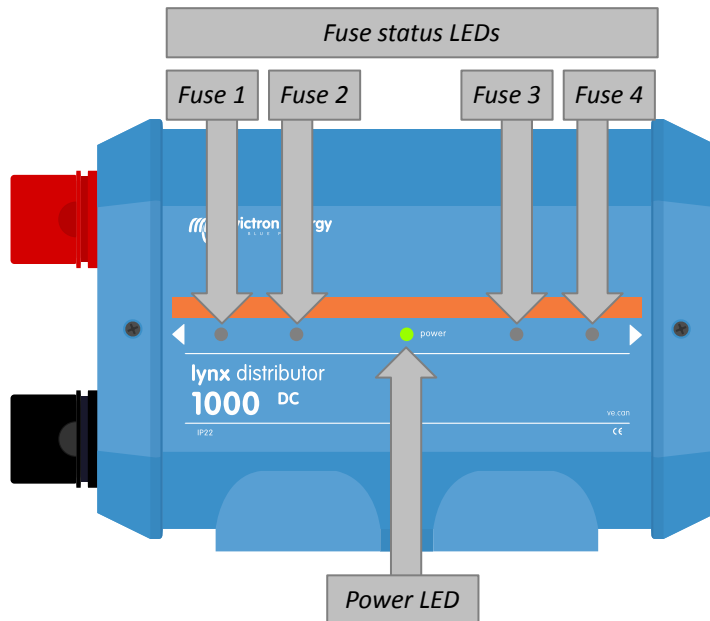 Fuse status LEDs
Fuse 1 Fuse 2 Fuse 3 Fuse 4
power
lynx distributor
1000 DC
ve.can
IP22
CE
Power LED